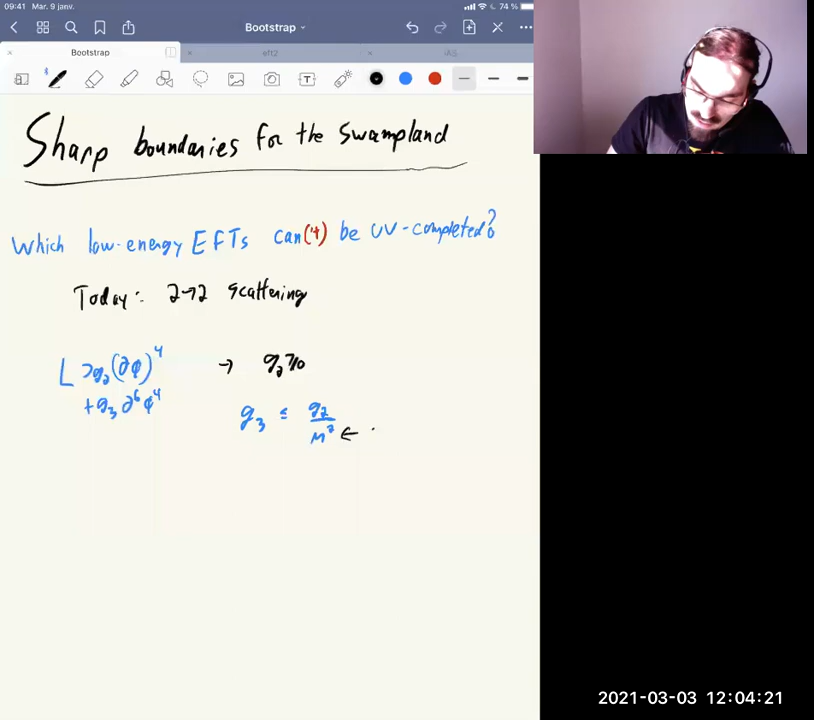 09:41 Mar. 9 janv.
74 %
Bootstrap
Bootstrap
eft2
Sharp boundaries for the Swampland
Which low-energy EFTs can('t) be UV-completed?
Today: 2→2 scattering
L ⊃ g₂(∂φ)⁴ → g₂ ≥ 0
+ g₃ ∂⁶φ⁴
g₃ ≤ g₂/M² ←
2021-03-03 12:04:21